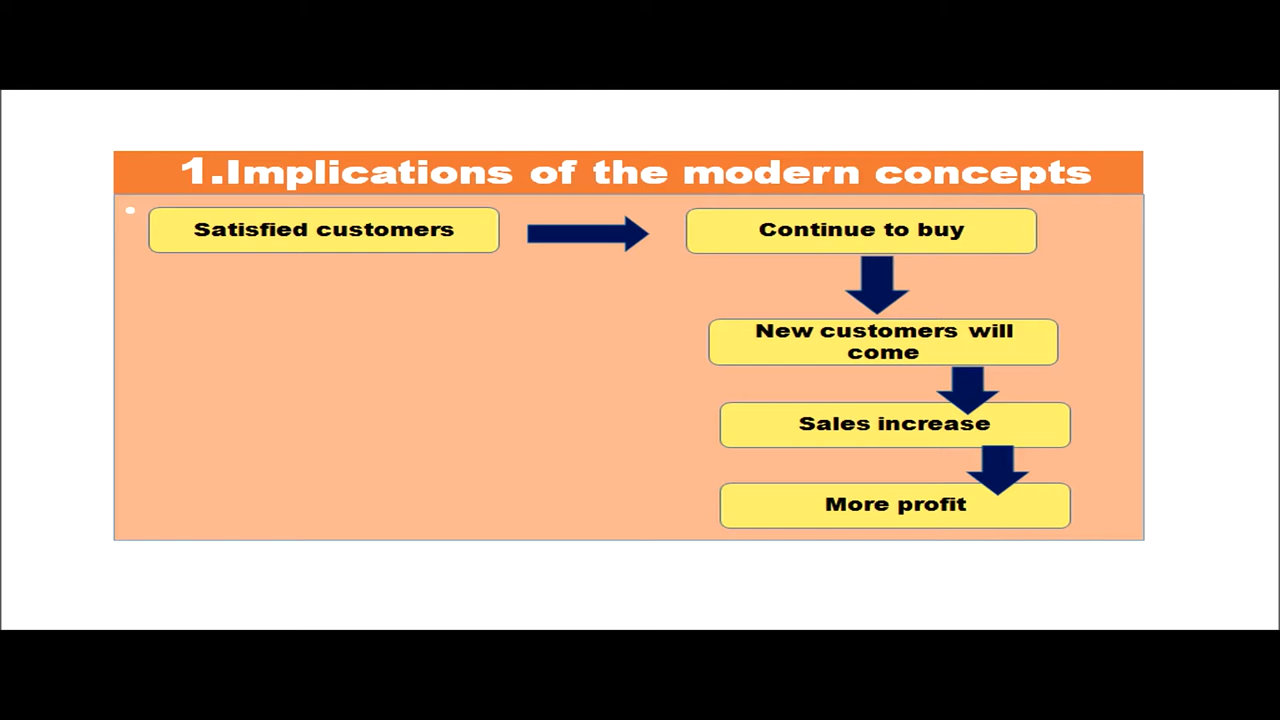 1.Implications of the modern concepts
Satisfied customers
Continue to buy
New customers will
come
Sales increase
More profit